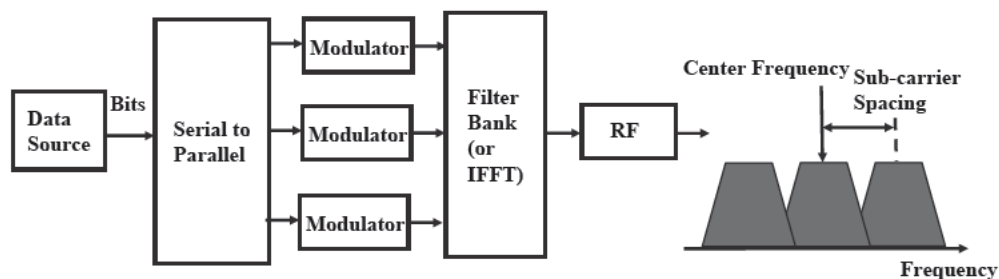 Data
Source
Bits
Serial to
Parallel
Modulator
Modulator
Modulator
Filter
Bank
(or
IFFT)
RF
Center Frequency
Sub-carrier
Spacing
Frequency